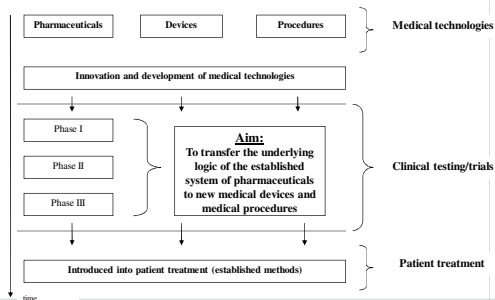 Pharmaceuticals
Devices
Procedures
Medical technologies
Innovation and development of medical technologies
Phase I
Phase II
Phase III
Aim:
To transfer the underlying
logic of the established
system of pharmaceuticals
to new medical devices and
medical procedures
Clinical testing/trials
Patient treatment
Introduced into patient treatment (established methods)
time